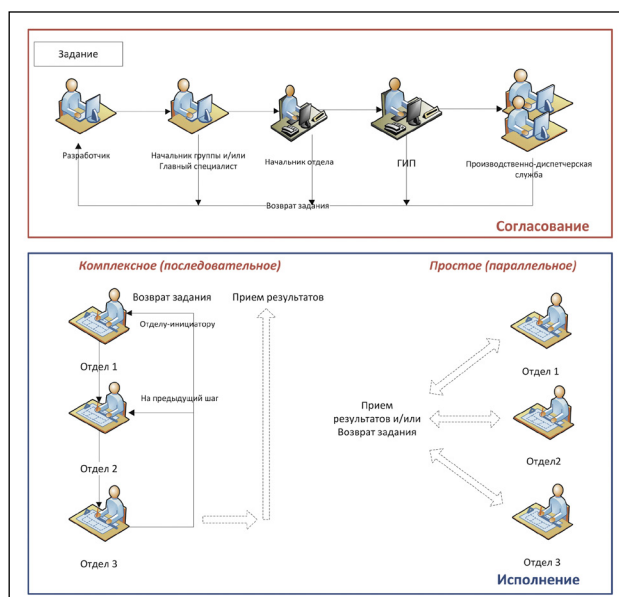 Задание
Разработчик
Начальник группы и/или
Главный специалист
Начальник отдела
ГИП
Производственно-диспетчерская
служба
Возврат задания
Согласование
Комплексное (последовательное)
Простое (параллельное)
Возврат задания
Прием результатов
Отделу-инициатору
Отдел 1
На предыдущий шаг
Отдел 2
Отдел 3
Отдел 1
Прием
результатов и/или
Возврат задания
Отдел2
Отдел 3
Исполнение